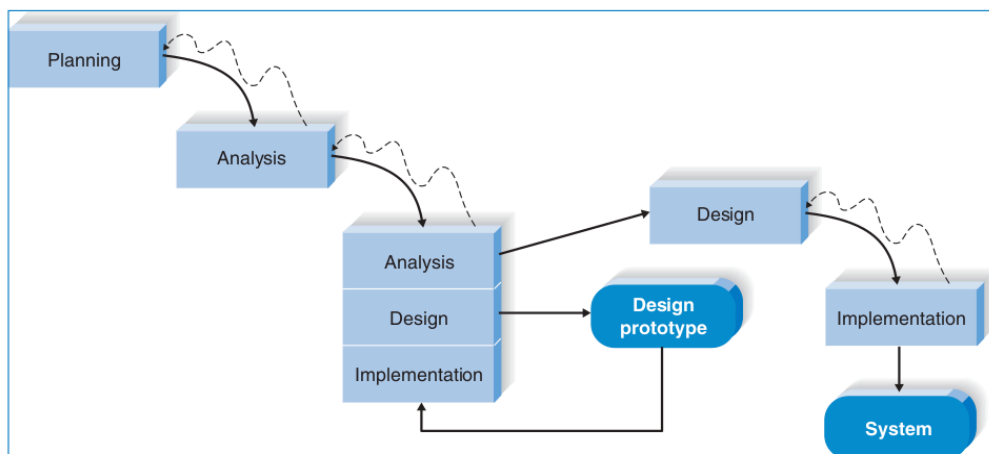 Planning
Analysis
Analysis
Design
Implementation
Design
prototype
Design
Implementation
System